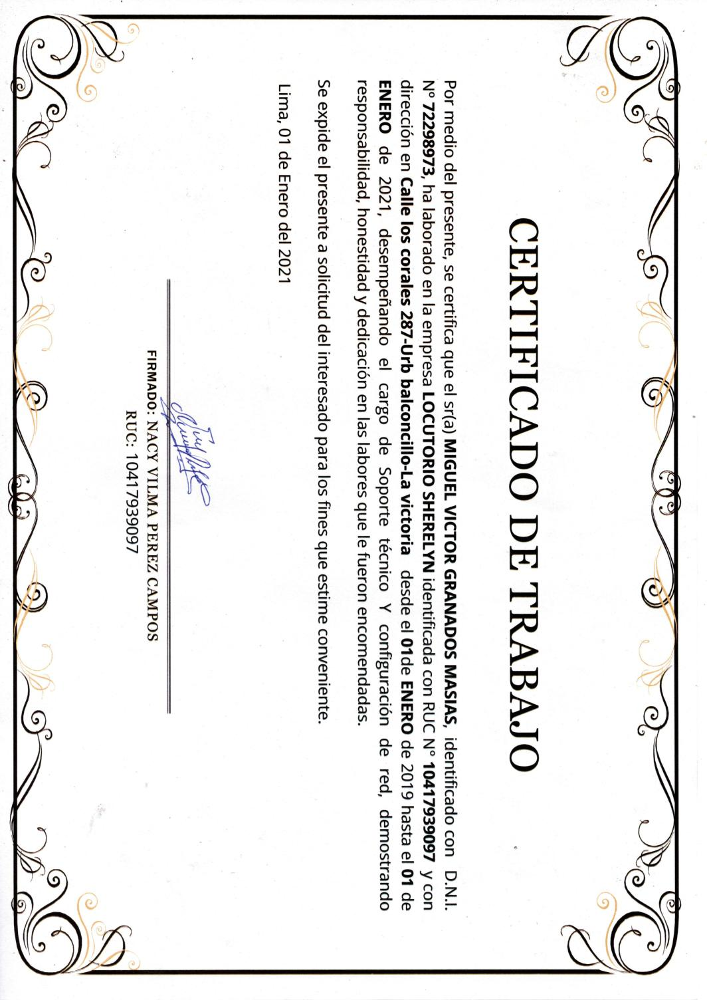 CERTIFICADO DE TRABAJO
Por medio del presente, se certifica que el sr(a) MIGUEL VICTOR GRANADOS MASIAS, identificado con D.N.I.
Nº 72298973, ha laborado en la empresa LOCUTORIO SHERELYN identificada con RUC Nº 10417939097 y con
dirección en Calle los corales 287-Urb balconcillo-La victoria desde el 01de ENERO de 2019 hasta el 01 de
ENERO de 2021, desempeñando el cargo de Soporte técnico Y configuración de red, demostrando
responsabilidad, honestidad y dedicación en las labores que le fueron encomendadas.
Se expide el presente a solicitud del interesado para los fines que estime conveniente.
Lima, 01 de Enero del 2021
FIRMADO: NACY VILMA PEREZ CAMPOS
RUC: 10417939097